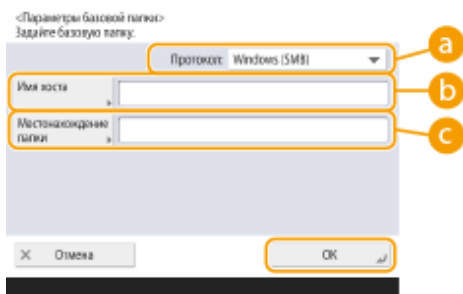 <Параметры базовой папки>
Задайте базовую папку.
Протокол: Windows (SMB)
a
Имя хоста
b
Местонахождение
папки
c
Отмена
OK